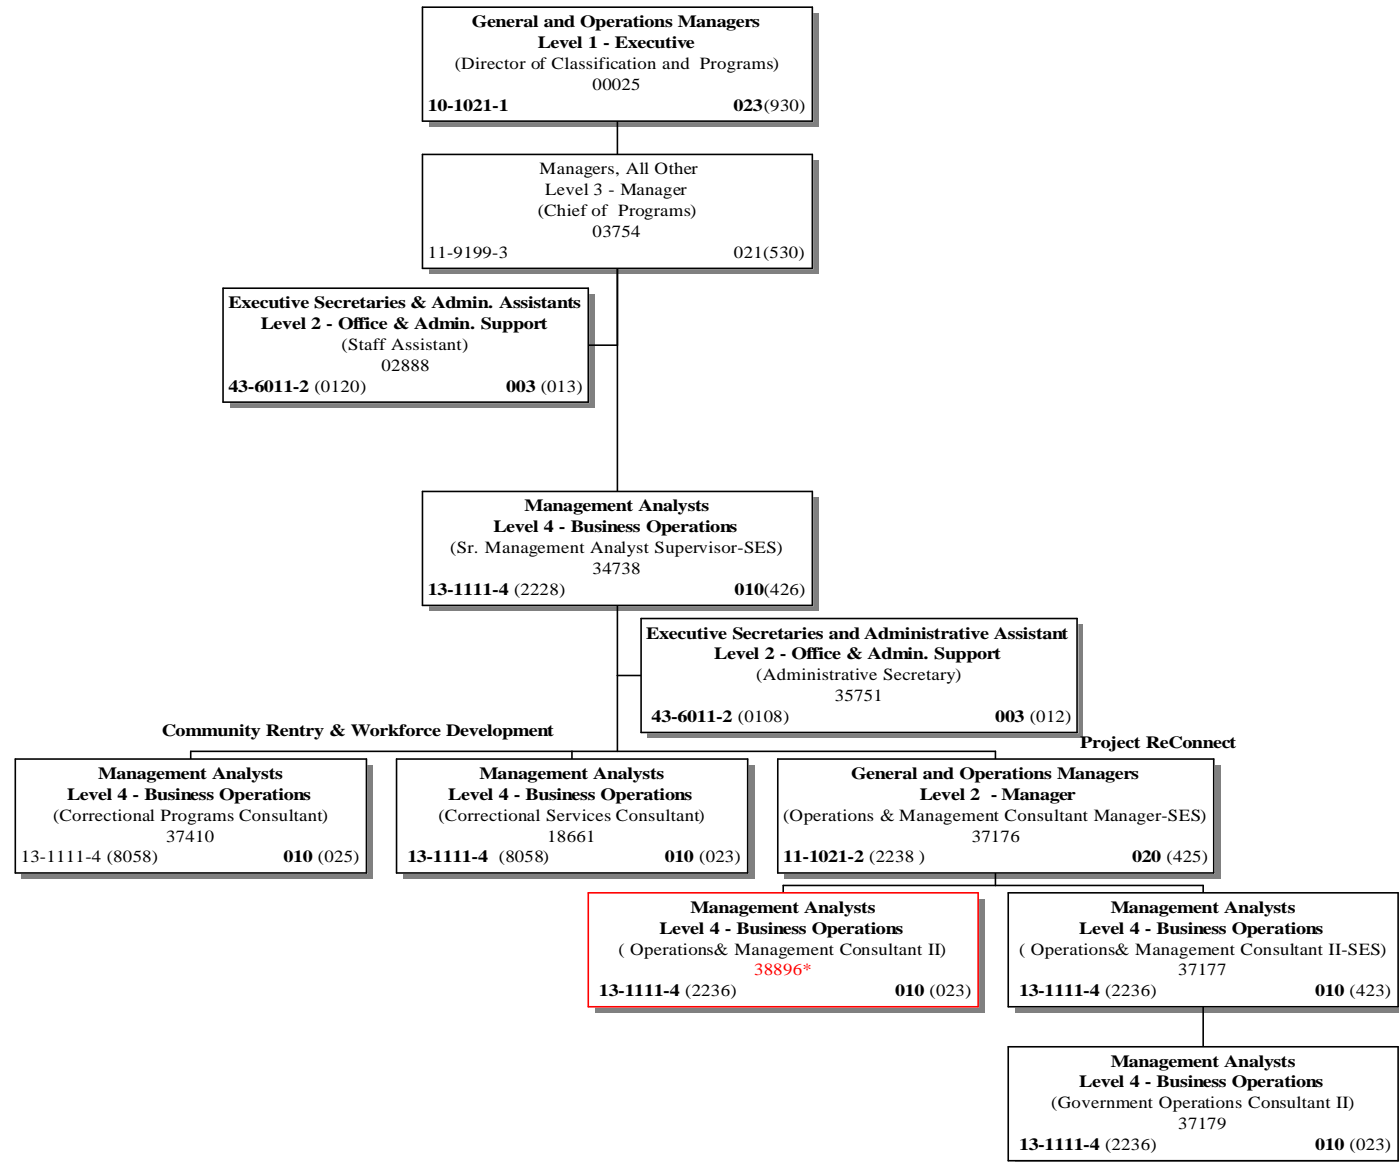 General and Operations Managers
Level 1 - Executive
(Director of Classification and  Programs)
00025
10-1021-1 023(930)
Managers, All Other
Level 3 - Manager
(Chief of  Programs)
03754
11-9199-3 021(530)
Executive Secretaries & Admin. Assistants
Level 2 - Office & Admin. Support
(Staff Assistant)
02888
43-6011-2 (0120) 003 (013)
Management Analysts
Level 4 - Business Operations
(Sr. Management Analyst Supervisor-SES)
34738
13-1111-4 (2228) 010(426)
Executive Secretaries and Administrative Assistant
Level 2 - Office & Admin. Support
(Administrative Secretary)
35751
43-6011-2 (0108) 003 (012)
Community Rentry & Workforce Development
Project ReConnect
Management Analysts
Level 4 - Business Operations
(Correctional Programs Consultant)
37410
13-1111-4 (8058) 010 (025)
Management Analysts
Level 4 - Business Operations
(Correctional Services Consultant)
18661
13-1111-4  (8058) 010 (023)
General and Operations Managers
Level 2  - Manager
(Operations & Management Consultant Manager-SES)
37176
11-1021-2 (2238 ) 020 (425)
Management Analysts
Level 4 - Business Operations
( Operations& Management Consultant II)
38896*
13-1111-4 (2236) 010 (023)
Management Analysts
Level 4 - Business Operations
( Operations& Management Consultant II-SES)
37177
13-1111-4 (2236) 010 (423)
Management Analysts
Level 4 - Business Operations
(Government Operations Consultant II)
37179
13-1111-4 (2236) 010 (023)